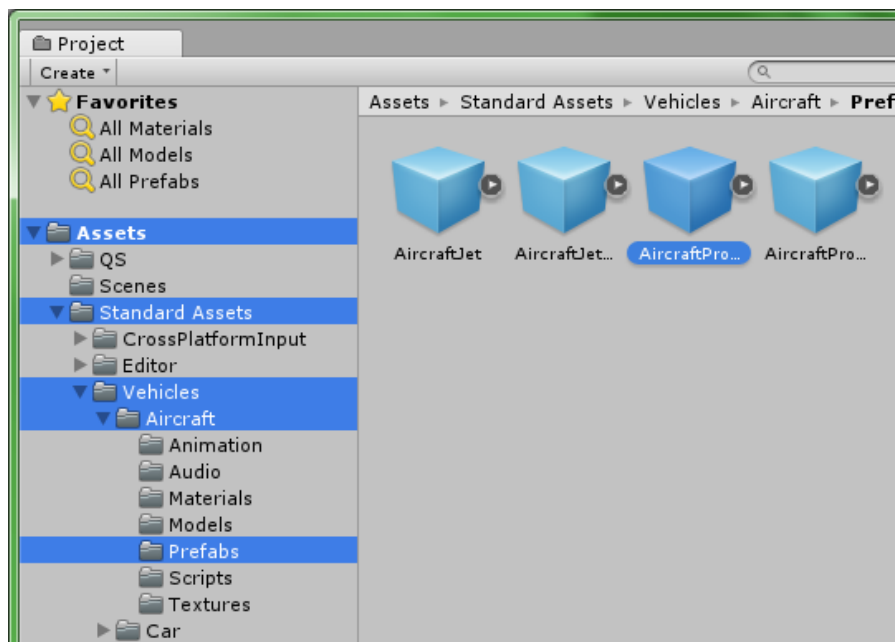 Project
Create
Favorites
All Materials
All Models
All Prefabs
Assets
QS
Scenes
Standard Assets
CrossPlatformInput
Editor
Vehicles
Aircraft
Animation
Audio
Materials
Models
Prefabs
Scripts
Textures
Car
Assets Standard Assets Vehicles Aircraft Pref
AircraftJet AircraftJet... AircraftPro... AircraftPro...